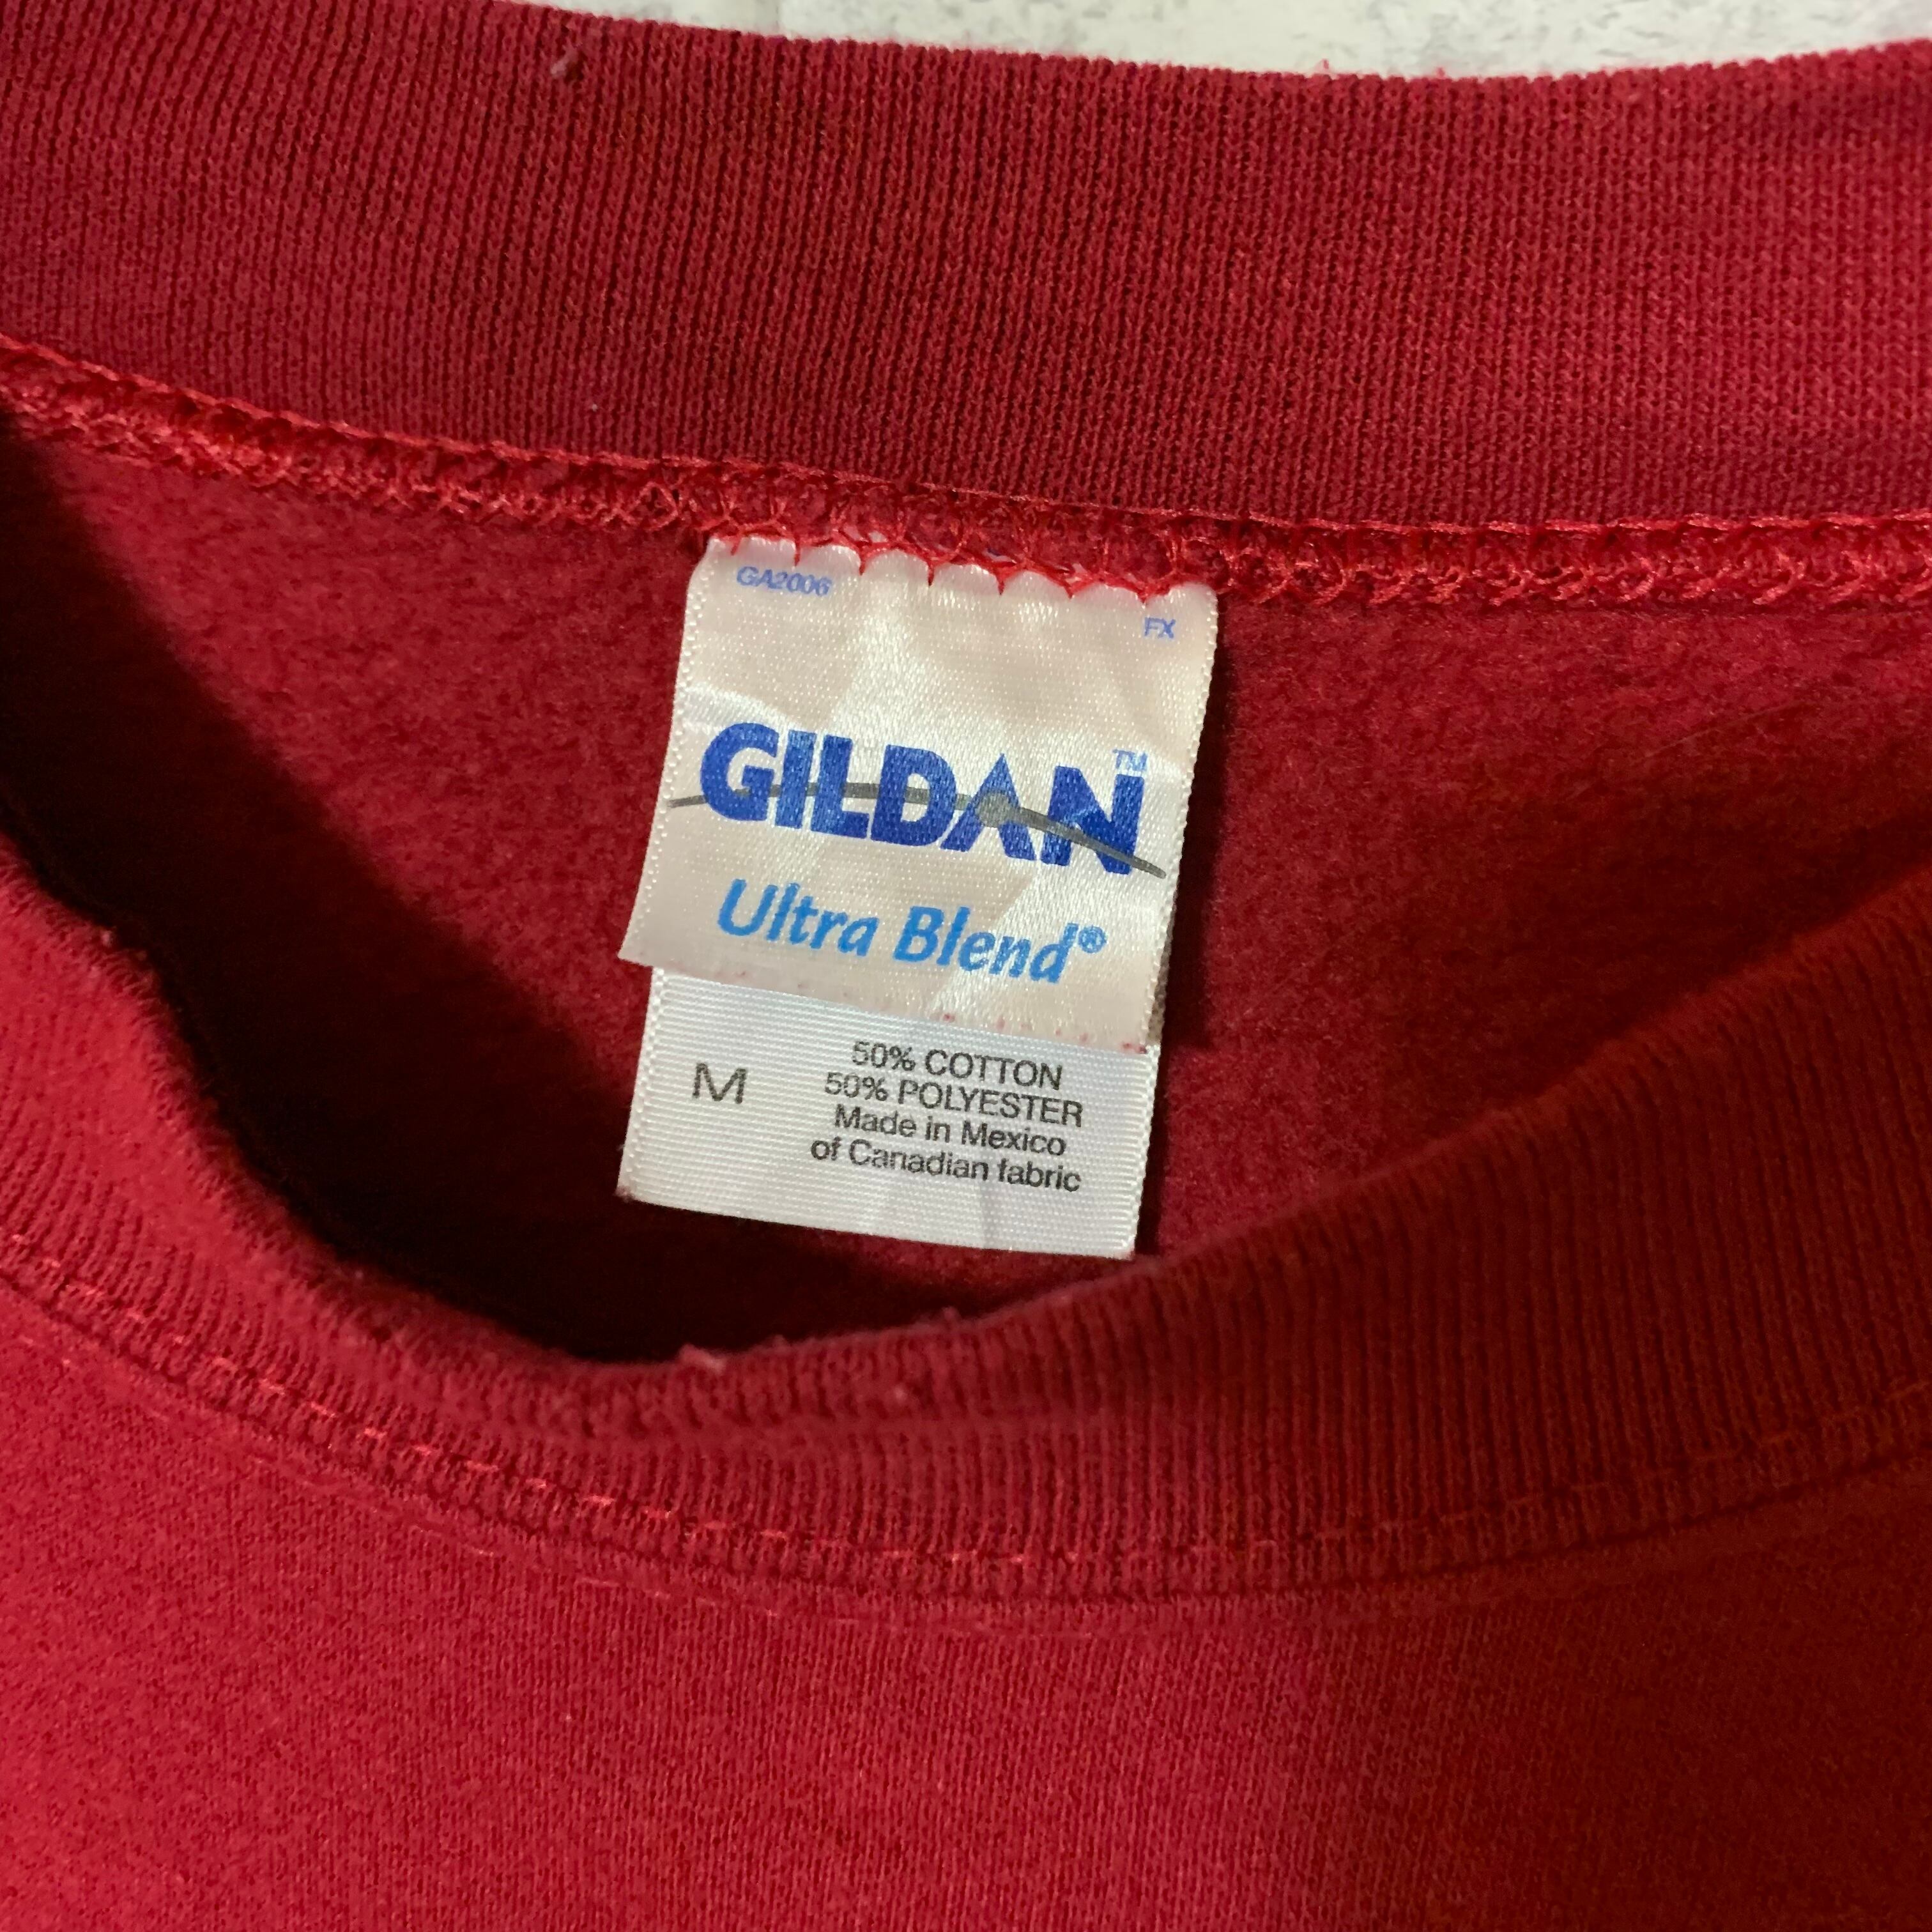 GA2006
FX
GILDAN™
Ultra Blend®
M
50% COTTON
50% POLYESTER
Made in Mexico
of Canadian fabric